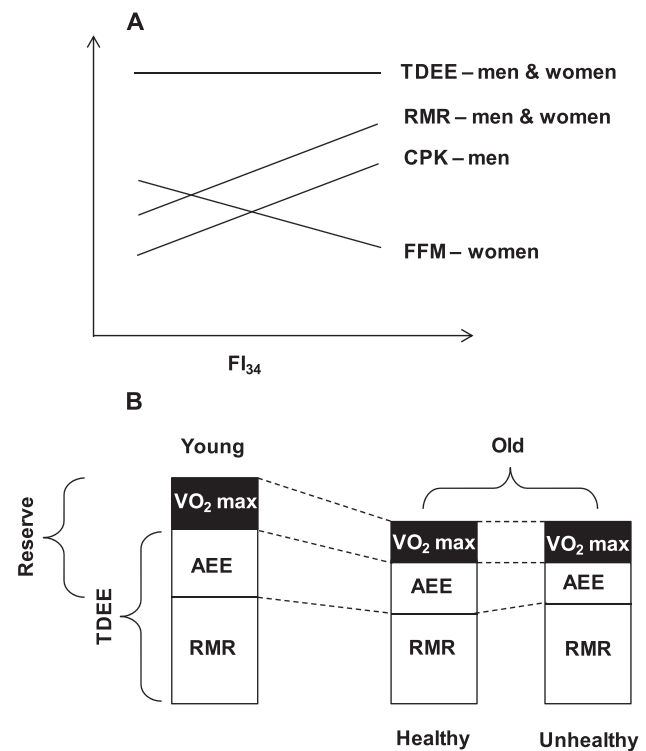 A
TDEE – men & women
RMR – men & women
CPK – men
FFM – women
FI34
B
Young
Old
Reserve
TDEE
VO2 max
AEE
RMR
VO2 max
AEE
RMR
VO2 max
AEE
RMR
Healthy
Unhealthy